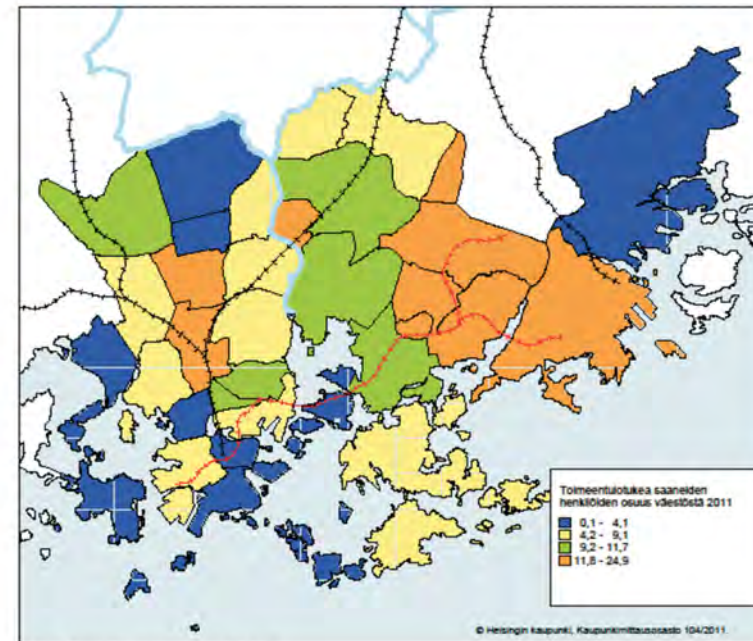 Toimeentulotukea saaneiden
henkilöiden osuus väestöstä 2011
0,1 - 4,1
4,2 - 9,1
9,2 - 11,7
11,8 - 24,9
© Helsingin kaupunki, Kaupunkimittausosasto 104/2011